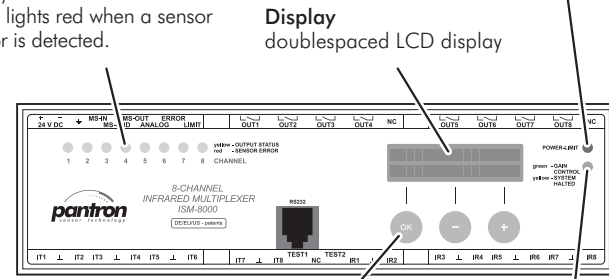 lights red when a sensor
r is detected.
Display
doublespaced LCD display
+ - 24 V DC MS-IN MS-GND MS-OUT ANALOG ERROR LIMIT OUT1 OUT2 OUT3 OUT4 NC OUT5 OUT6 OUT7 OUT8 NC
yellow - OUTPUT STATUS
red - SENSOR ERROR
1 2 3 4 5 6 7 8 CHANNEL
POWER-LIMIT
green - GAIN CONTROL
yellow - SYSTEM HALTED
pantron
sensor technology
8-CHANNEL
INFRARED MULTIPLEXER
ISM-8000
DE/EU/US - patents
RS232
OK - +
IT1 ⊥ IT2 IT3 ⊥ IT4 IT5 ⊥ IT6 IT7 ⊥ IT8 TEST1 NC TEST2 IR1 ⊥ IR2 IR3 ⊥ IR4 IR5 ⊥ IR6 IR7 ⊥ IR8